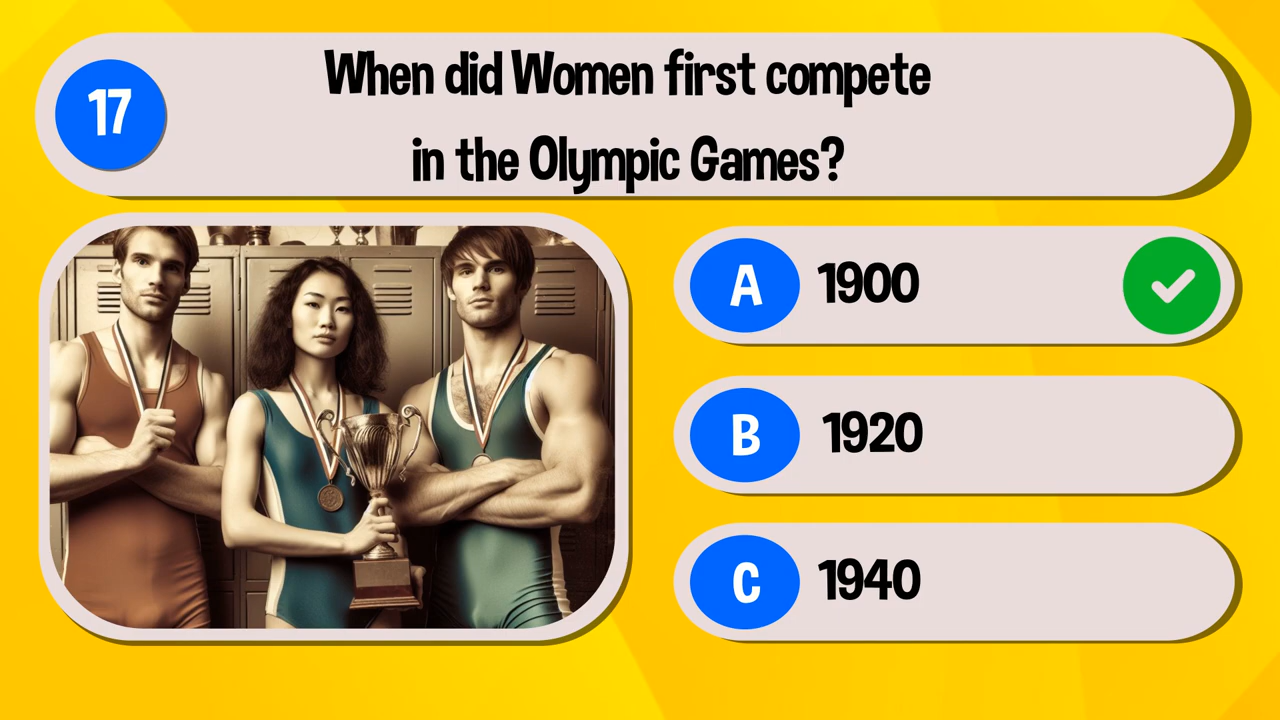 17
When did Women first compete
in the Olympic Games?
A 1900
B 1920
C 1940